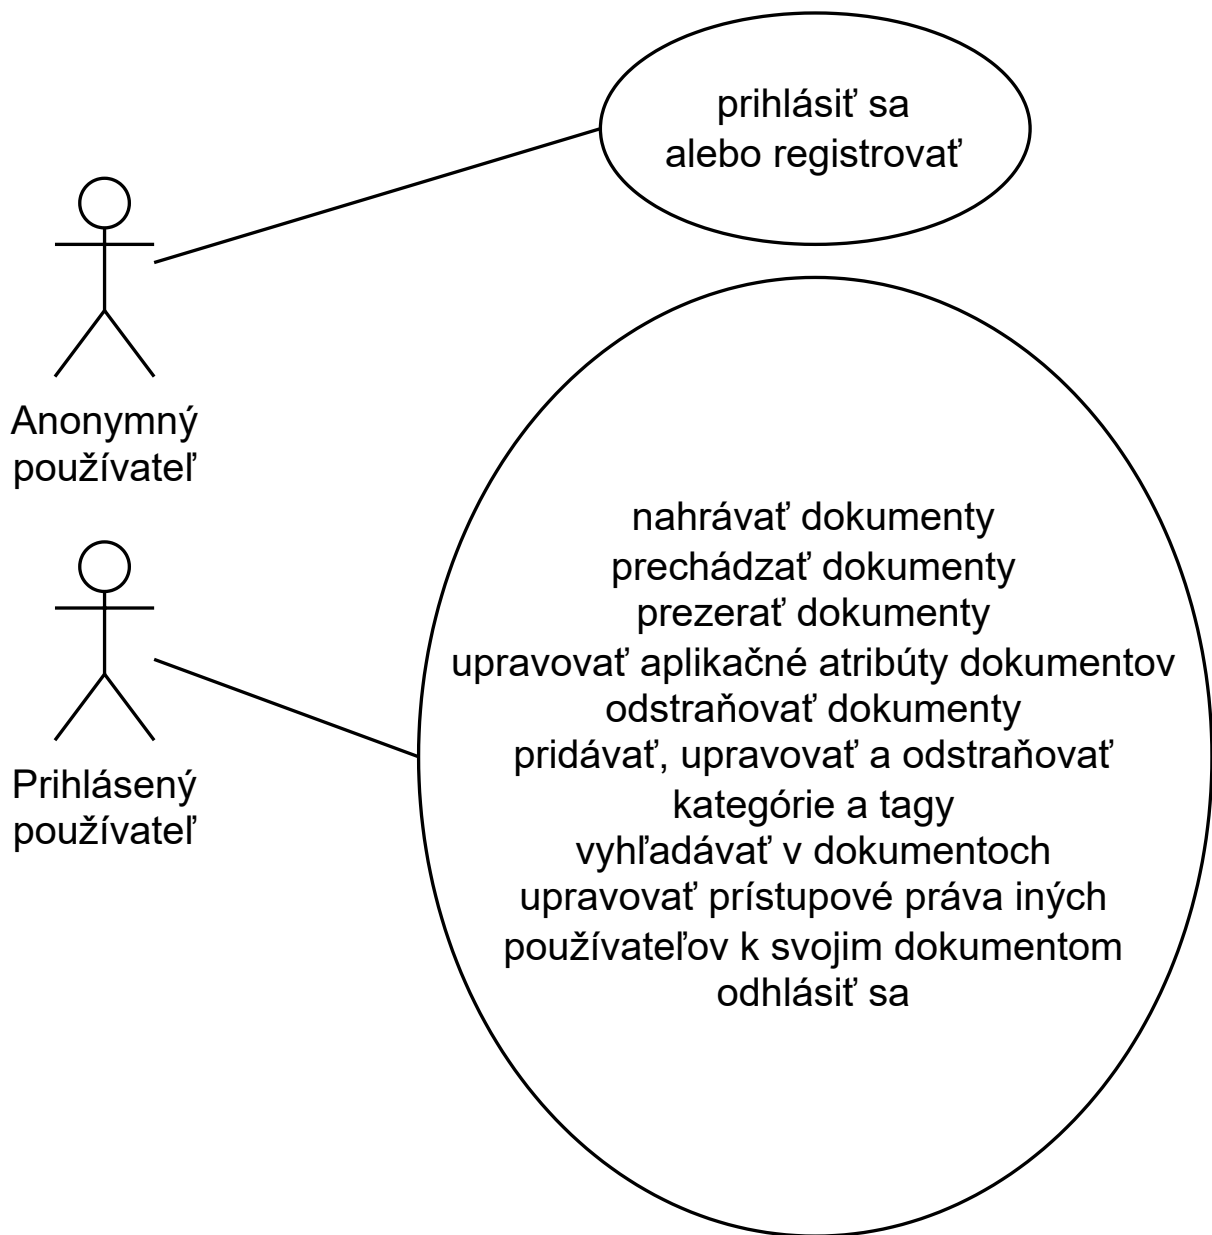 prihlásiť sa
alebo registrovať
Anonymný
používateľ
nahrávať dokumenty
prechádzať dokumenty
prezerať dokumenty
upravovať aplikačné atribúty dokumentov
odstraňovať dokumenty
pridávať, upravovať a odstraňovať
kategórie a tagy
vyhľadávať v dokumentoch
upravovať prístupové práva iných
používateľov k svojim dokumentom
odhlásiť sa
Prihlásený
používateľ